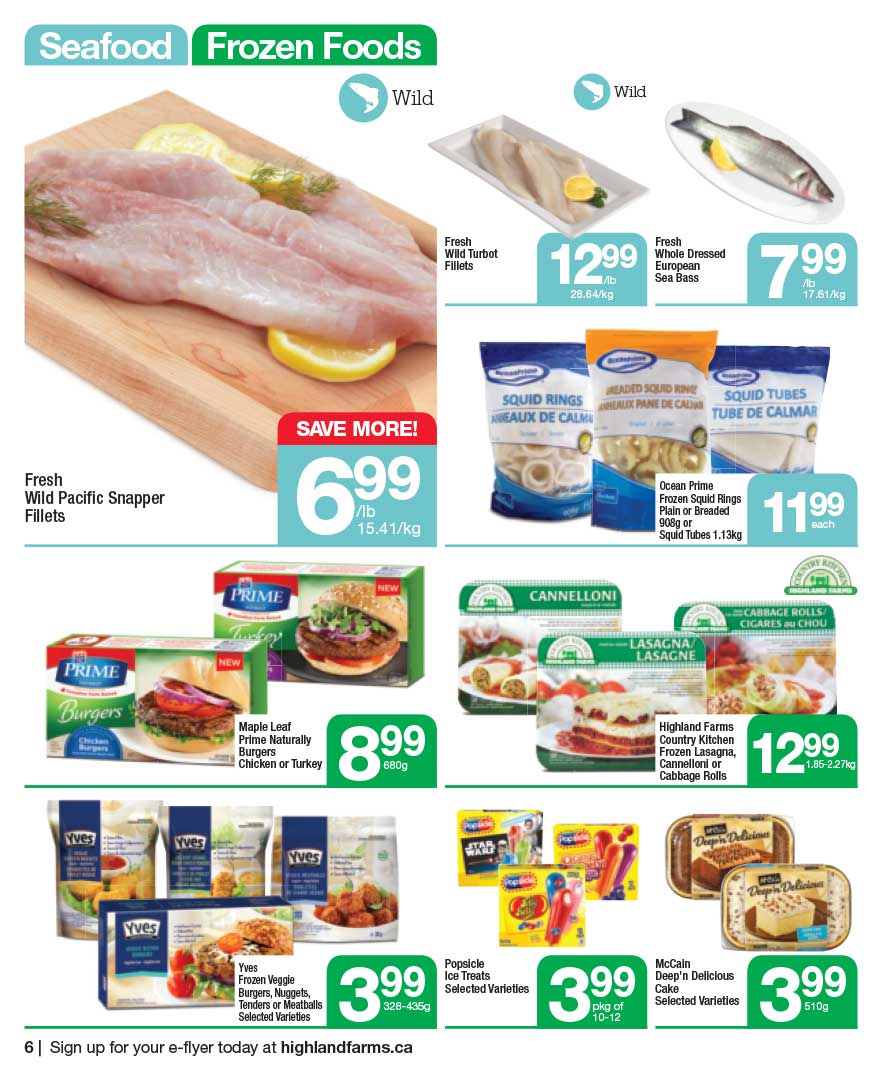 Seafood
Frozen Foods
Wild
Wild
Fresh
Wild Pacific Snapper
Fillets
SAVE MORE!
6.99
/lb
15.41/kg
Fresh
Wild Turbot
Fillets
12.99
/lb
28.64/kg
Fresh
Whole Dressed
European
Sea Bass
7.99
/lb
17.61/kg
OceanPrime
SQUID RINGS
ANNEAUX DE CALMA
BREADED SQUID RINGS
ANNEAUX PANE DE CALMAR
OceanPrime
SQUID TUBES
TUBE DE CALMAR
Ocean Prime
Frozen Squid Rings
Plain or Breaded
908g or
Squid Tubes 1.13kg
11.99
each
PRIME
NEW
Turkey
PRIME
NEW
Burgers
Chicken
Burgers
Maple Leaf
Prime Naturally
Burgers
Chicken or Turkey
8.99
680g
COUNTRY KITCHEN
HIGHLAND FARMS
CANNELLONI
CABBAGE ROLLS/
CIGARES au CHOU
LASAGNA/
LASAGNE
Highland Farms
Country Kitchen
Frozen Lasagna,
Cannelloni or
Cabbage Rolls
12.99
1.85-2.27kg
Yves
Yves
Yves
Yves
Yves
Frozen Veggie
Burgers, Nuggets,
Tenders or Meatballs
Selected Varieties
3.99
328-435g
Popsicle
STAR
WARS
Popsicle
Popsicle
Jelly
Belly
Popsicle
Ice Treats
Selected Varieties
3.99
pkg of
10-12
McCain
Deep'n Delicious
McCain
Deep'n Delicious
McCain
Deep'n Delicious
Cake
Selected Varieties
3.99
510g
6 | Sign up for your e-flyer today at highlandfarms.ca